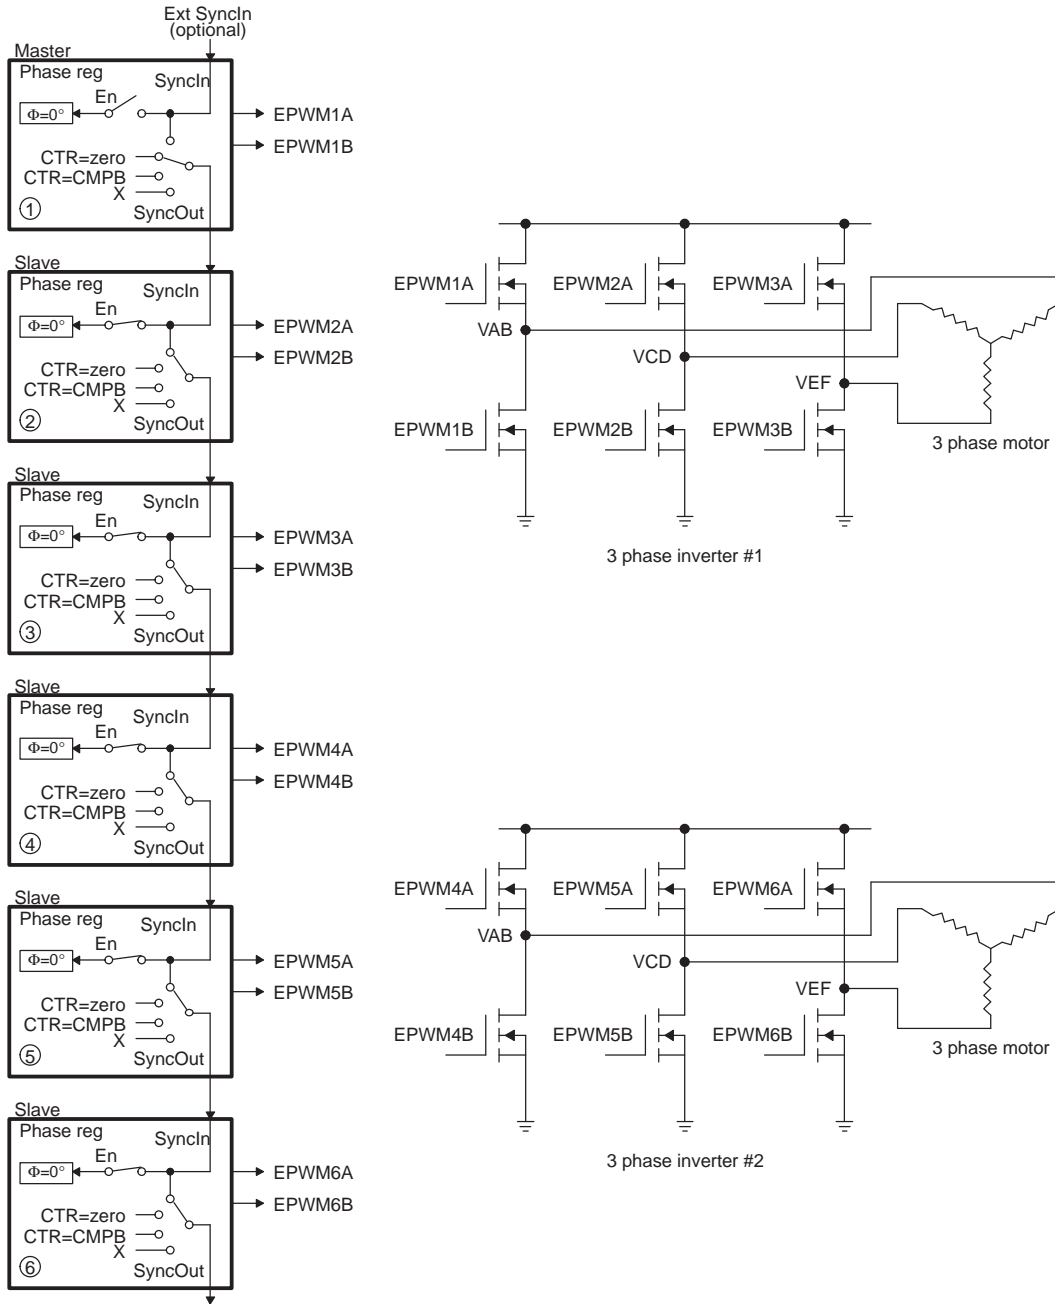 Ext SyncIn
(optional)
Master
Phase reg
SyncIn
En
Φ=0°
EPWM1A
EPWM1B
CTR=zero
CTR=CMPB
X
1
SyncOut
Slave
Phase reg
SyncIn
En
Φ=0°
EPWM2A
EPWM2B
CTR=zero
CTR=CMPB
X
2
SyncOut
Slave
Phase reg
SyncIn
En
Φ=0°
EPWM3A
EPWM3B
CTR=zero
CTR=CMPB
X
3
SyncOut
Slave
Phase reg
SyncIn
En
Φ=0°
EPWM4A
EPWM4B
CTR=zero
CTR=CMPB
X
4
SyncOut
Slave
Phase reg
SyncIn
En
Φ=0°
EPWM5A
EPWM5B
CTR=zero
CTR=CMPB
X
5
SyncOut
Slave
Phase reg
SyncIn
En
Φ=0°
EPWM6A
EPWM6B
CTR=zero
CTR=CMPB
X
6
SyncOut
EPWM1A
EPWM2A
EPWM3A
VAB
VCD
VEF
EPWM1B
EPWM2B
EPWM3B
3 phase motor
3 phase inverter #1
EPWM4A
EPWM5A
EPWM6A
VAB
VCD
VEF
EPWM4B
EPWM5B
EPWM6B
3 phase motor
3 phase inverter #2